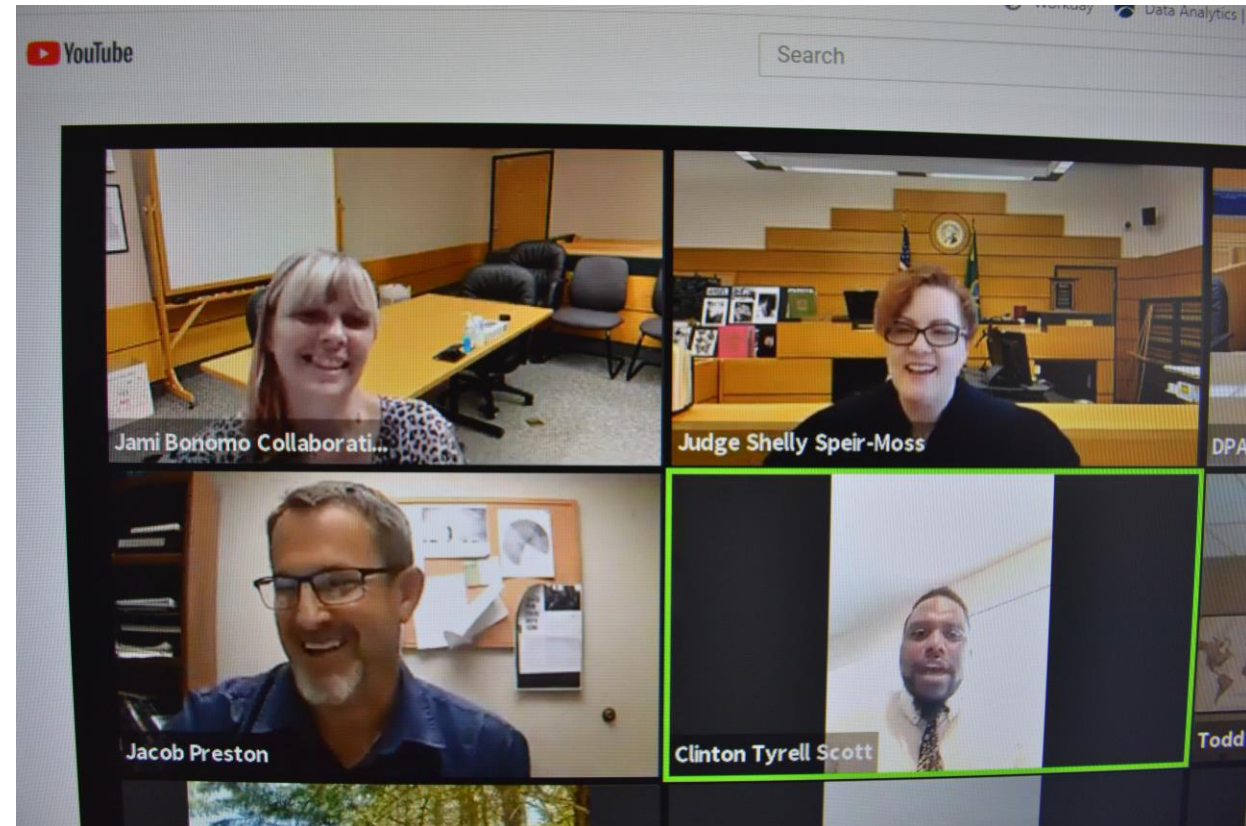 Workday
Data Analytics |
YouTube
Search
Jami Bonomo Collaborati...
Judge Shelly Speir-Moss
DPA
Jacob Preston
Clinton Tyrell Scott
Todd